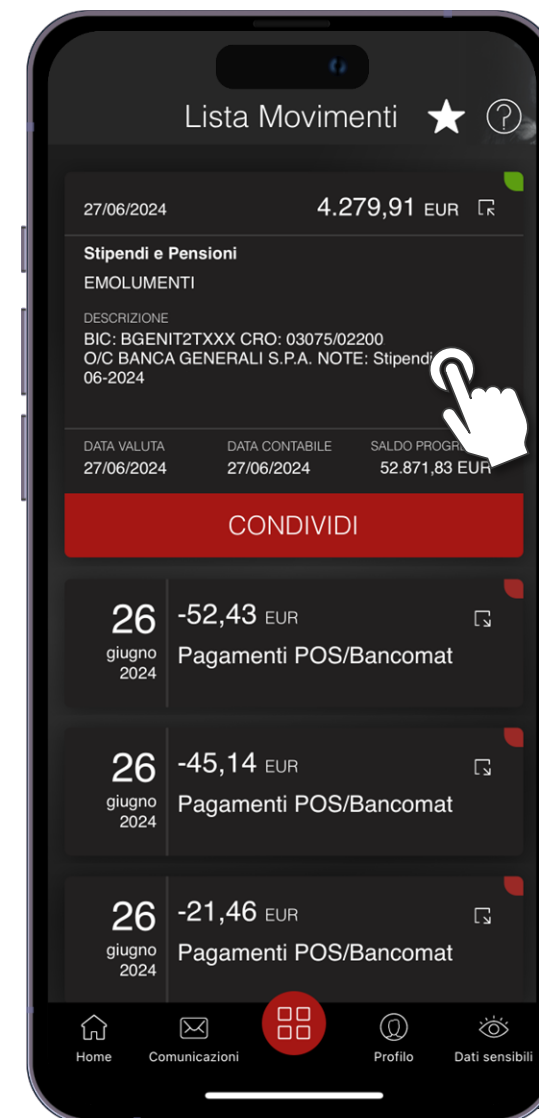 Lista Movimenti
27/06/2024 4.279,91 EUR
Stipendi e Pensioni
EMOLUMENTI
DESCRIZIONE
BIC: BGENIT2TXXX CRO: 03075/02200
O/C BANCA GENERALI S.P.A. NOTE: Stipendi
06-2024
DATA VALUTA DATA CONTABILE SALDO
27/06/2024 27/06/2024 52.871,83 EUR
CONDIVIDI
26 -52,43 EUR
giugno Pagamenti POS/Bancomat
2024
26 -45,14 EUR
giugno Pagamenti POS/Bancomat
2024
26 -21,46 EUR
giugno Pagamenti POS/Bancomat
2024
Home Comunicazioni Profilo Dati sensibili